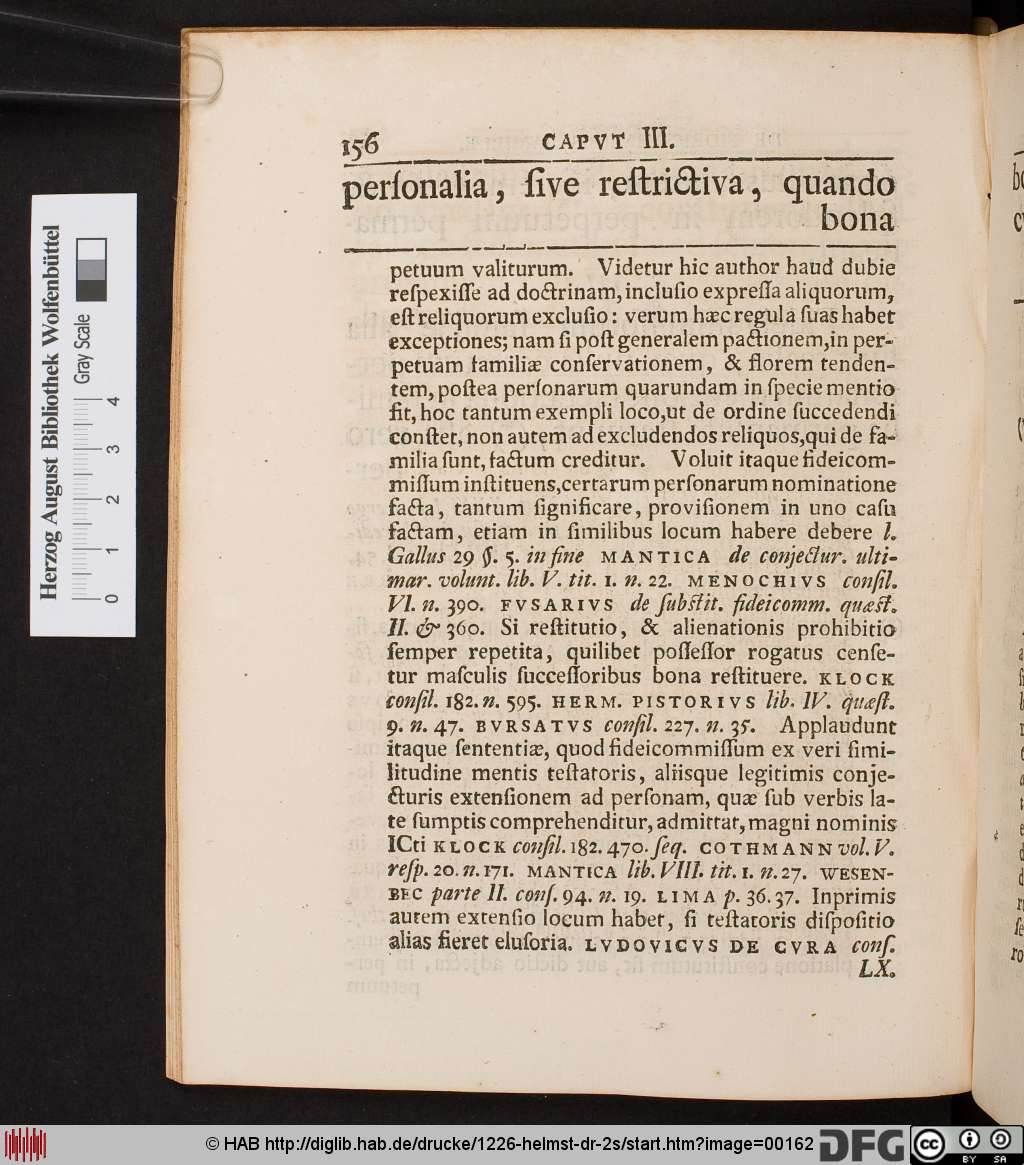 156 CAPVT III.
perſonalia, ſive reſtrictiva, quando
bona
petuum valiturum. Videtur hic author haud dubie
reſpexiſſe ad doctrinam, incluſio expreſſa aliquorum,
eſt reliquorum excluſio: verum hæc regula ſuas habet
exceptiones; nam ſi poſt generalem pactionem,in per-
petuam familiæ conſervationem, & florem tenden-
tem, poſtea perſonarum quarundam in ſpecie mentio
fit, hoc tantum exempli loco,ut de ordine ſuccedendi
conſtet, non autem ad excludendos reliquos,qui de fa-
milia ſunt, factum creditur. Voluit itaque fideicom-
miſſum inſtituens,certarum perſonarum nominatione
facta, tantum ſignificare, proviſionem in uno caſu
factam, etiam in ſimilibus locum habere debere l.
Gallus 29 §. 5. in fine MANTICA de conjectur. ulti-
mar. volunt. lib. V. tit. 1. n. 22. MENOCHIVS conſil.
VI. n. 390. FVSARIVS de ſubſtit. fideicomm. quæſt.
II. & 360. Si reſtitutio, & alienationis prohibitio
ſemper repetita, quilibet poſſeſſor rogatus cenſe-
tur maſculis ſucceſſoribus bona reſtituere. KLOCK
conſil. 182. n. 595. HERM. PISTORIVS lib. IV. quæſt.
9. n. 47. BVRSATVS conſil. 227. n. 35. Applaudunt
itaque ſententiæ, quod fideicommiſſum ex veri ſimi-
litudine mentis teſtatoris, aliisque legitimis conje-
cturis extenſionem ad perſonam, quæ ſub verbis la-
te ſumptis comprehenditur, admittat, magni nominis
ICti KLOCK conſil. 182. 470. ſeq. COTHMANN vol. V.
reſp. 20. n. 171. MANTICA lib. VIII. tit. 1. n. 27. WESEN-
BEC parte II. conſ. 94. n. 19. LIMA p. 36. 37. Inprimis
autem extenſio locum habet, ſi teſtatoris diſpoſitio
alias fieret eluſoria. LVDOVICVS DE CVRA conſ.
LX.
Herzog August Bibliothek Wolfenbüttel
Gray Scale
0 1 2 3 4
© HAB http://diglib.hab.de/drucke/1226-helmst-dr-2s/start.htm?image=00162 DFG cc BY SA